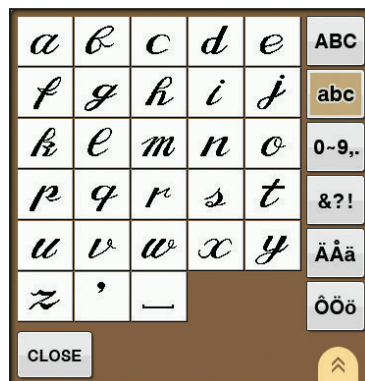 a b c d e ABC
f g h i j abc
k l m n o 0~9,.
p q r s t &?!
u v w x y ÄÅä
z ’ ⎵ ÔÖö
CLOSE